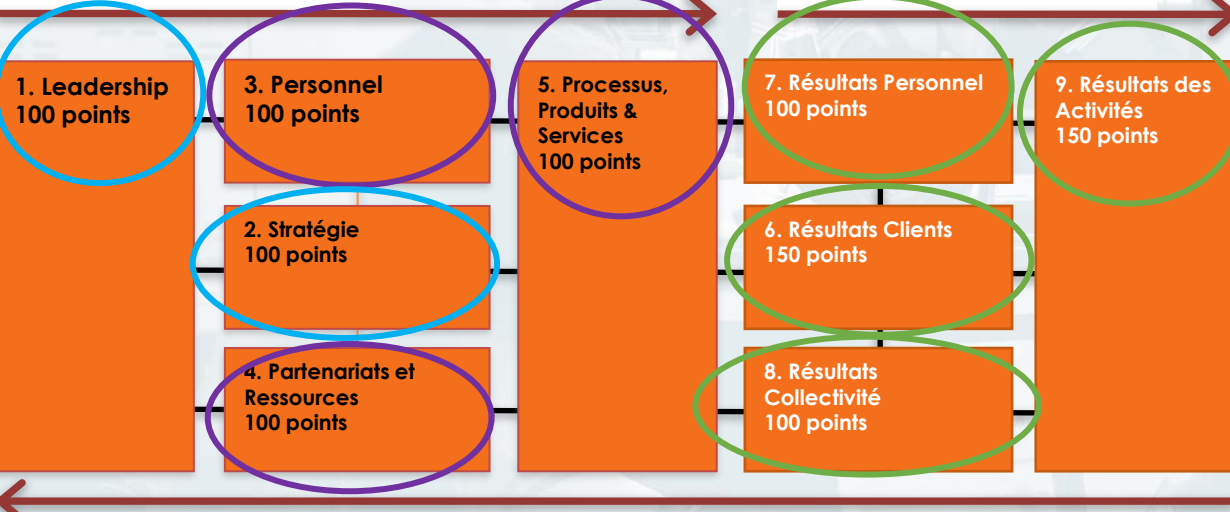 1. Leadership
100 points
3. Personnel
100 points
2. Stratégie
100 points
4. Partenariats et
Ressources
100 points
5. Processus,
Produits &
Services
100 points
7. Résultats Personnel
100 points
6. Résultats Clients
150 points
8. Résultats
Collectivité
100 points
9. Résultats des
Activités
150 points